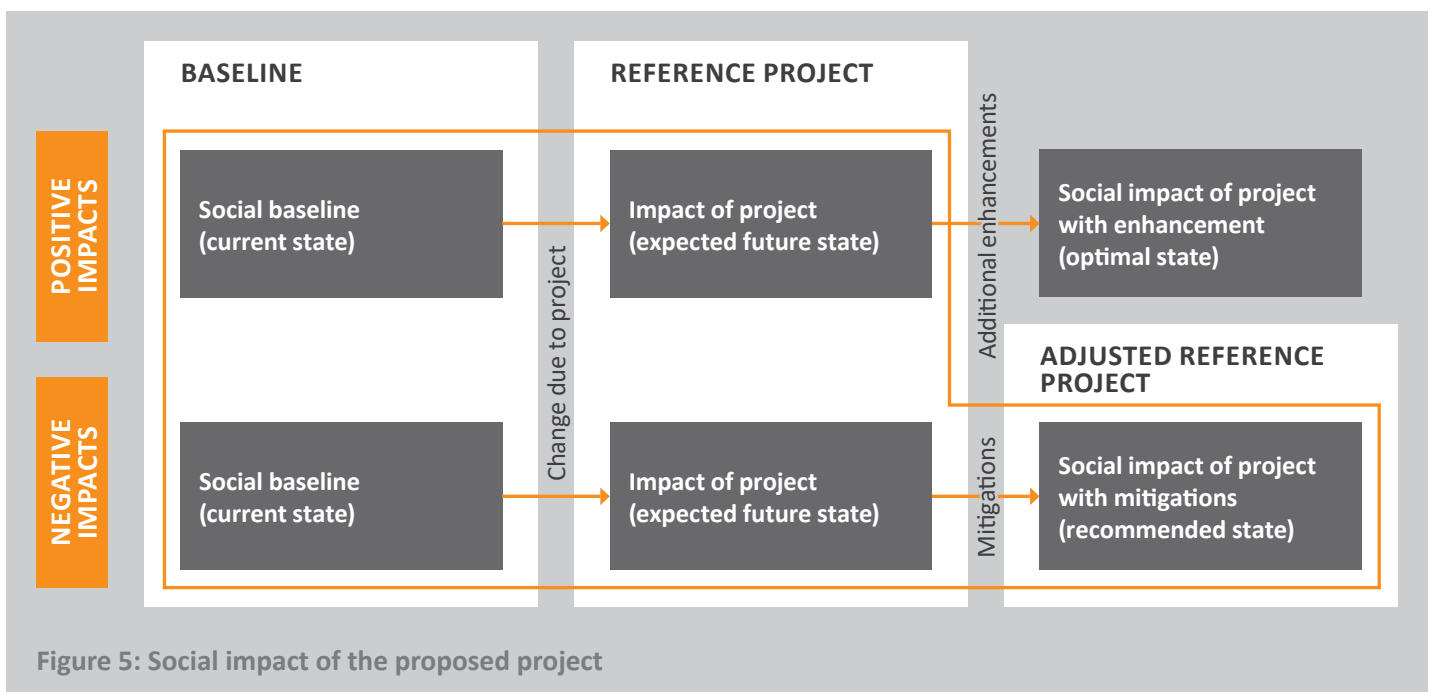 BASELINE
REFERENCE PROJECT
POSITIVE
IMPACTS
Social baseline
(current state)
Change due to project
Impact of project
(expected future state)
Additional enhancements
Social impact of project
with enhancement
(optimal state)
ADJUSTED REFERENCE
PROJECT
NEGATIVE
IMPACTS
Social baseline
(current state)
Impact of project
(expected future state)
Mitigations
Social impact of project
with mitigations
(recommended state)
Figure 5: Social impact of the proposed project